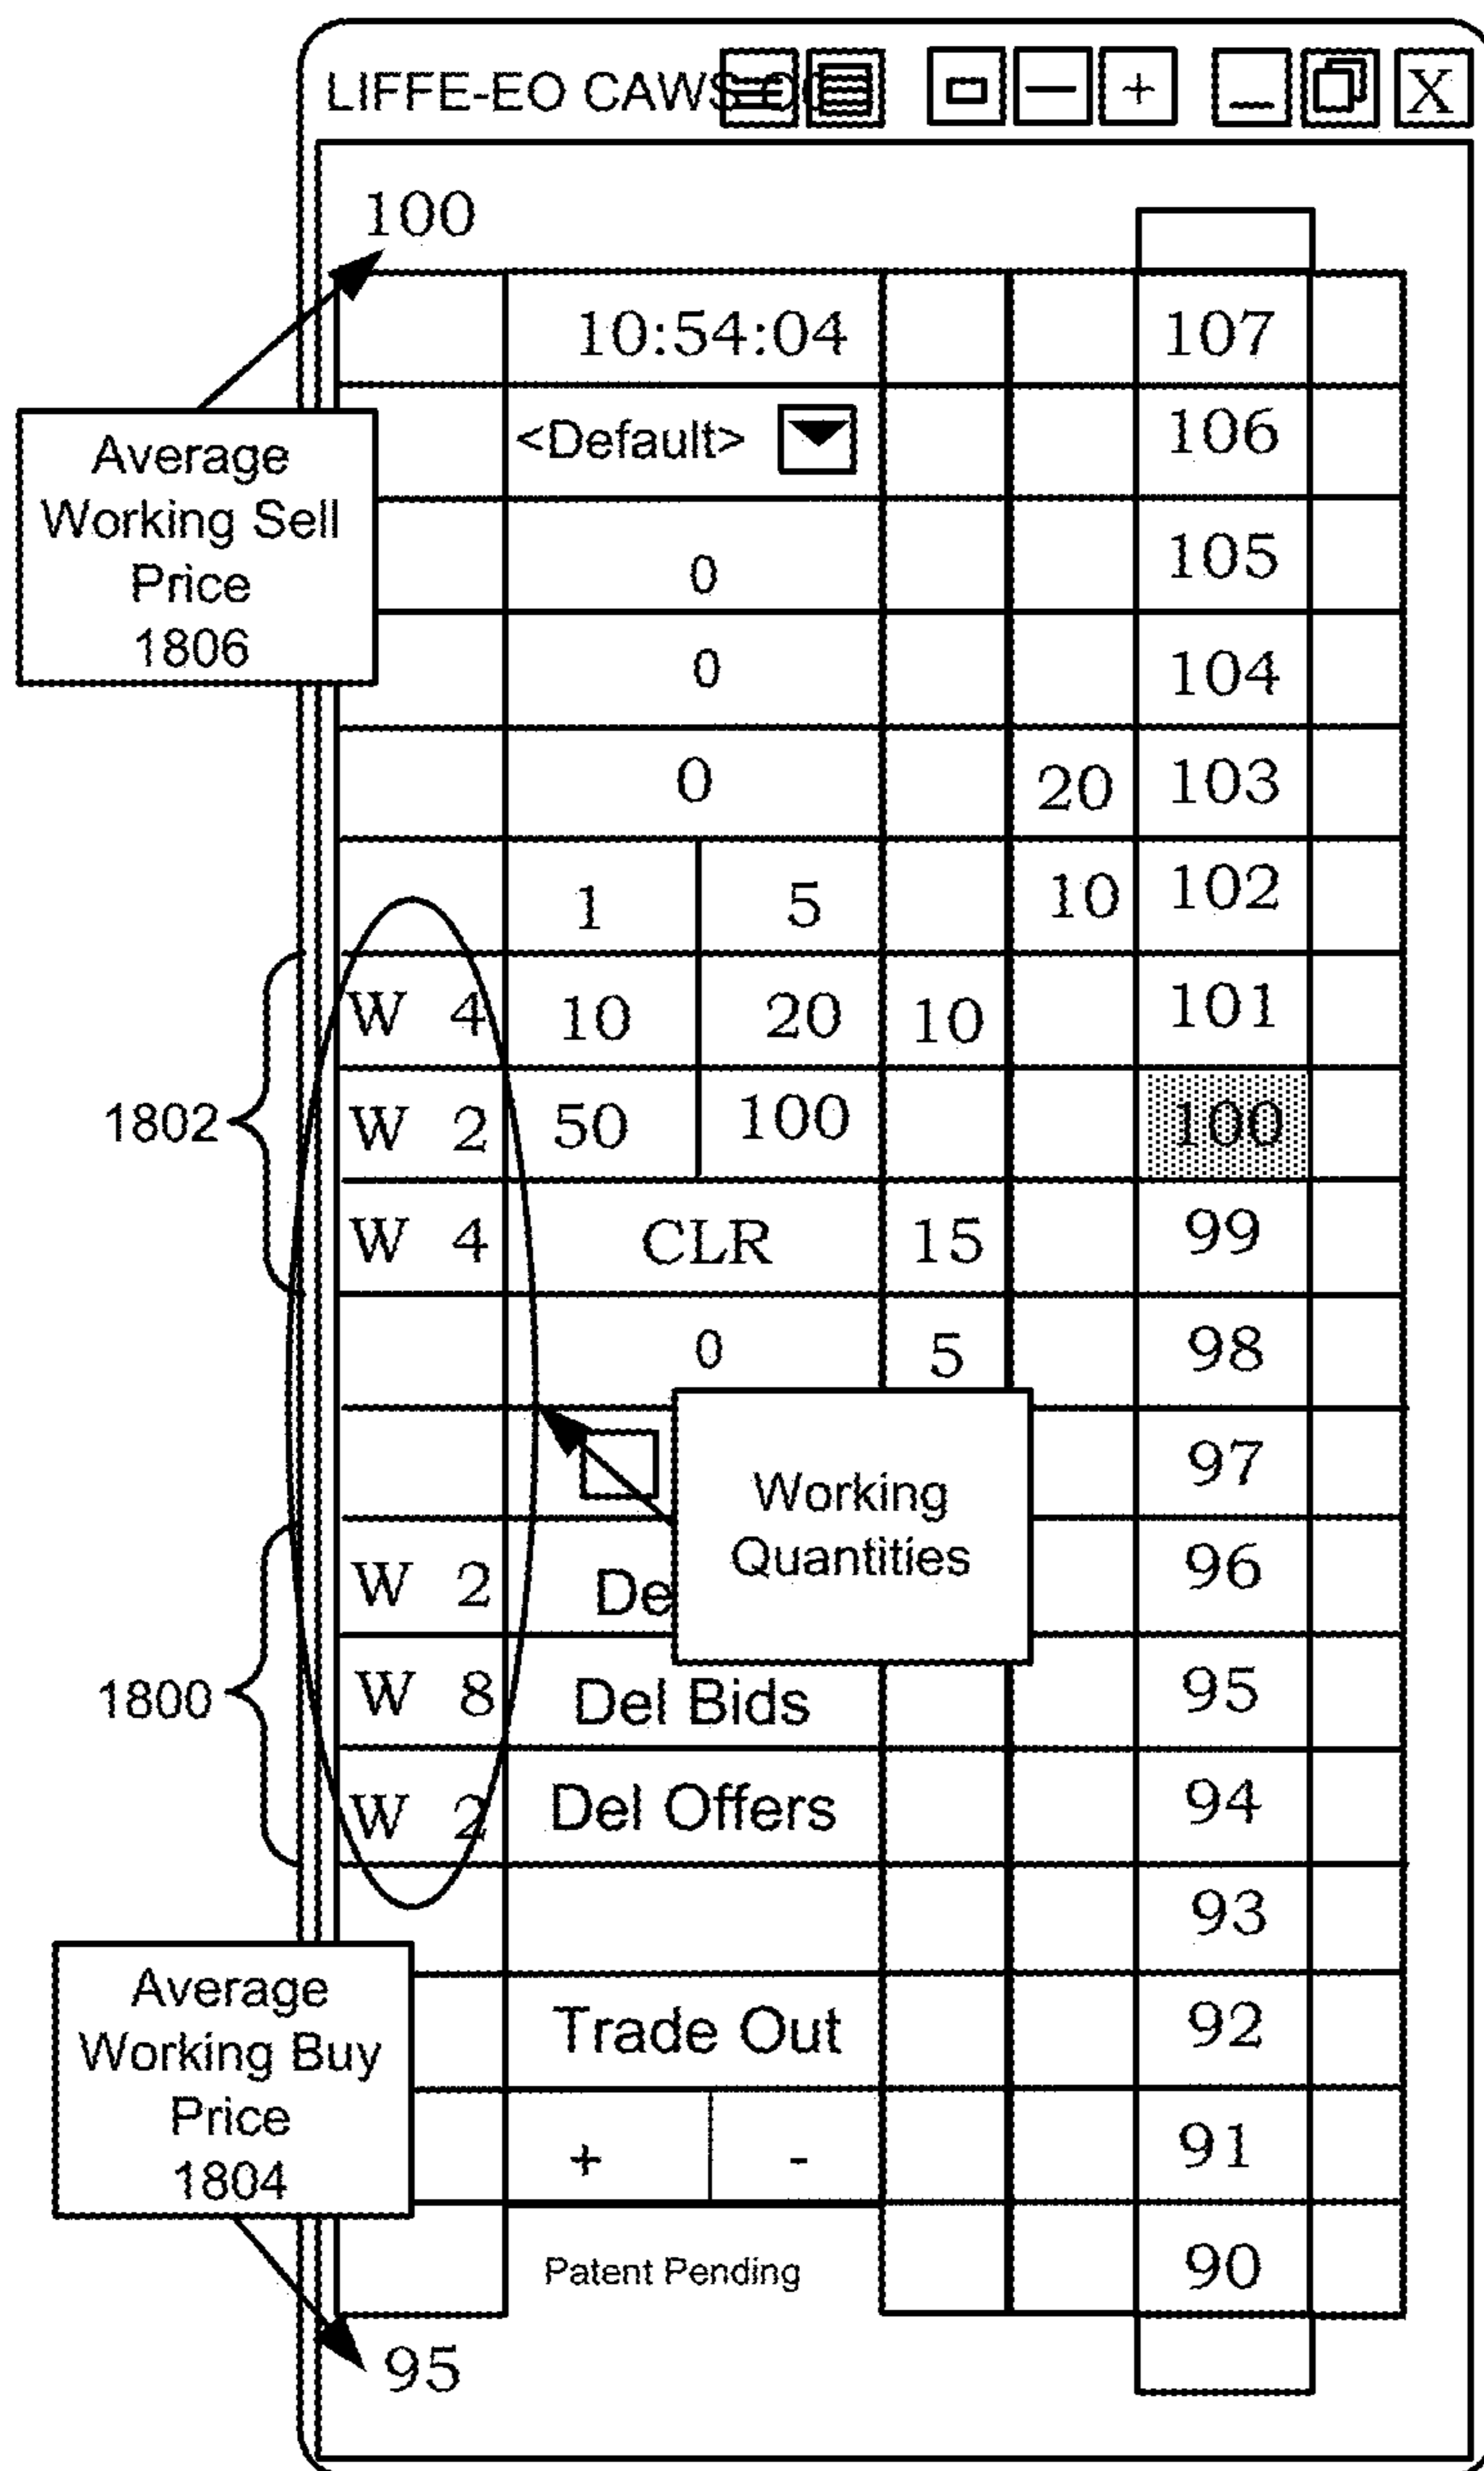 LIFFE-EO CAWS
X
100
10:54:04 107
<Default> 106
Average
Working Sell
Price
1806
0 105
0 104
0 20 103
1 5 10 102
W 4 10 20 10 101
1802 W 2 50 100 100
W 4 CLR 15 99
0 5 98
97
Working
Quantities
W 2 De 96
1800 W 8 Del Bids 95
W 2 Del Offers 94
93
Average
Working Buy
Price
1804
Trade Out 92
+ - 91
Patent Pending 90
95